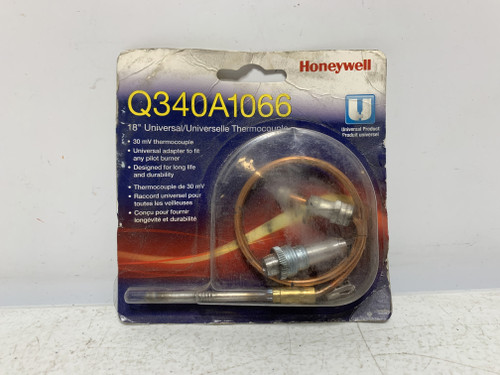 Honeywell
Q340A1066
18" Universal/Universelle Thermocouple
Universal Product
Produit universel
• 30 mV thermocouple
• Universal adapter to fit
any pilot burner
• Designed for long life
and durability
• Thermocouple de 30 mV
• Raccord universel pour
toutes les veilleuses
• Conçu pour fournir
longévité et durabilité